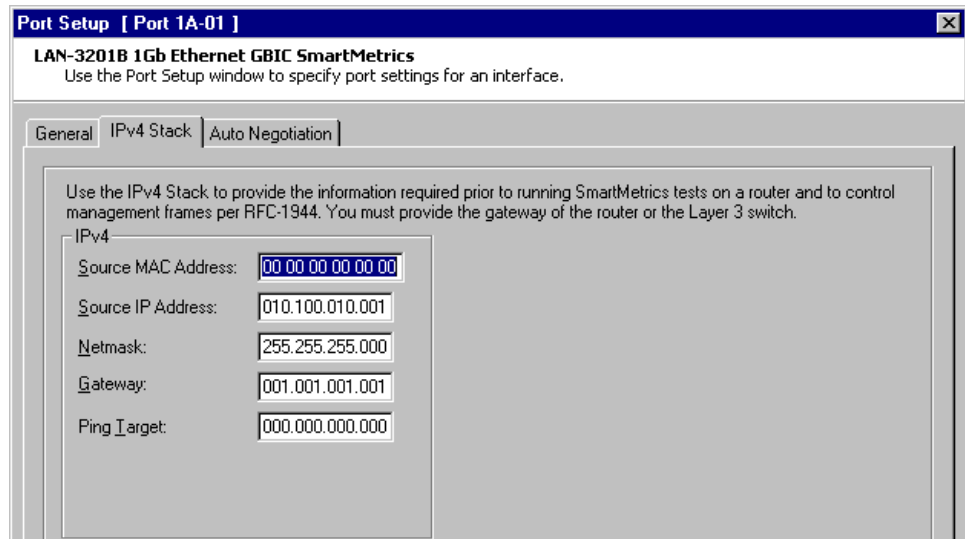 Port Setup [ Port 1A-01 ]
LAN-3201B 1Gb Ethernet GBIC SmartMetrics
Use the Port Setup window to specify port settings for an interface.
General IPv4 Stack Auto Negotiation
Use the IPv4 Stack to provide the information required prior to running SmartMetrics tests on a router and to control
management frames per RFC-1944. You must provide the gateway of the router or the Layer 3 switch.
IPv4
Source MAC Address: 00 00 00 00 00 00
Source IP Address: 010.100.010.001
Netmask: 255.255.255.000
Gateway: 001.001.001.001
Ping Target: 000.000.000.000